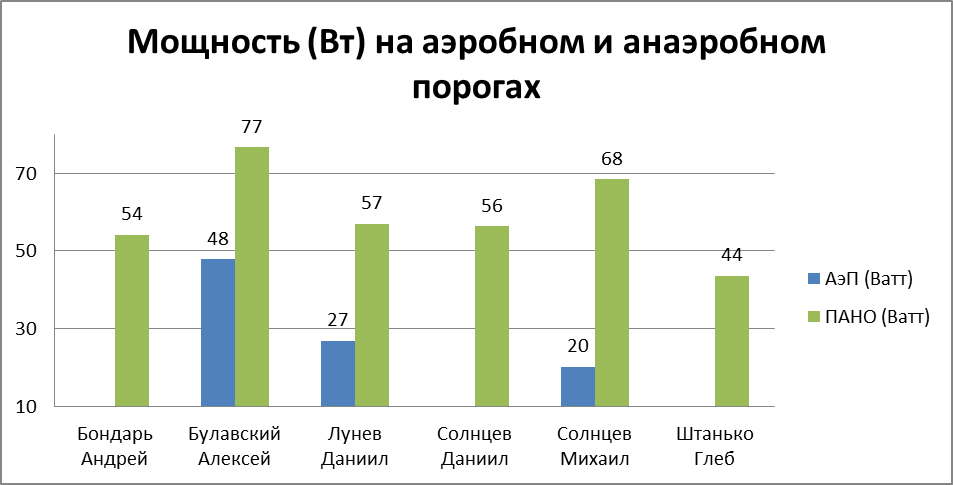 Мощность (Вт) на аэробном и анаэробном
порогах
77
70
68
54
57
56
50
48
44
30
27
20
10
АэП (Ватт)
ПАНО (Ватт)
Бондарь
Андрей
Булавский
Алексей
Лунев
Даниил
Солнцев
Даниил
Солнцев
Михаил
Штанько
Глеб